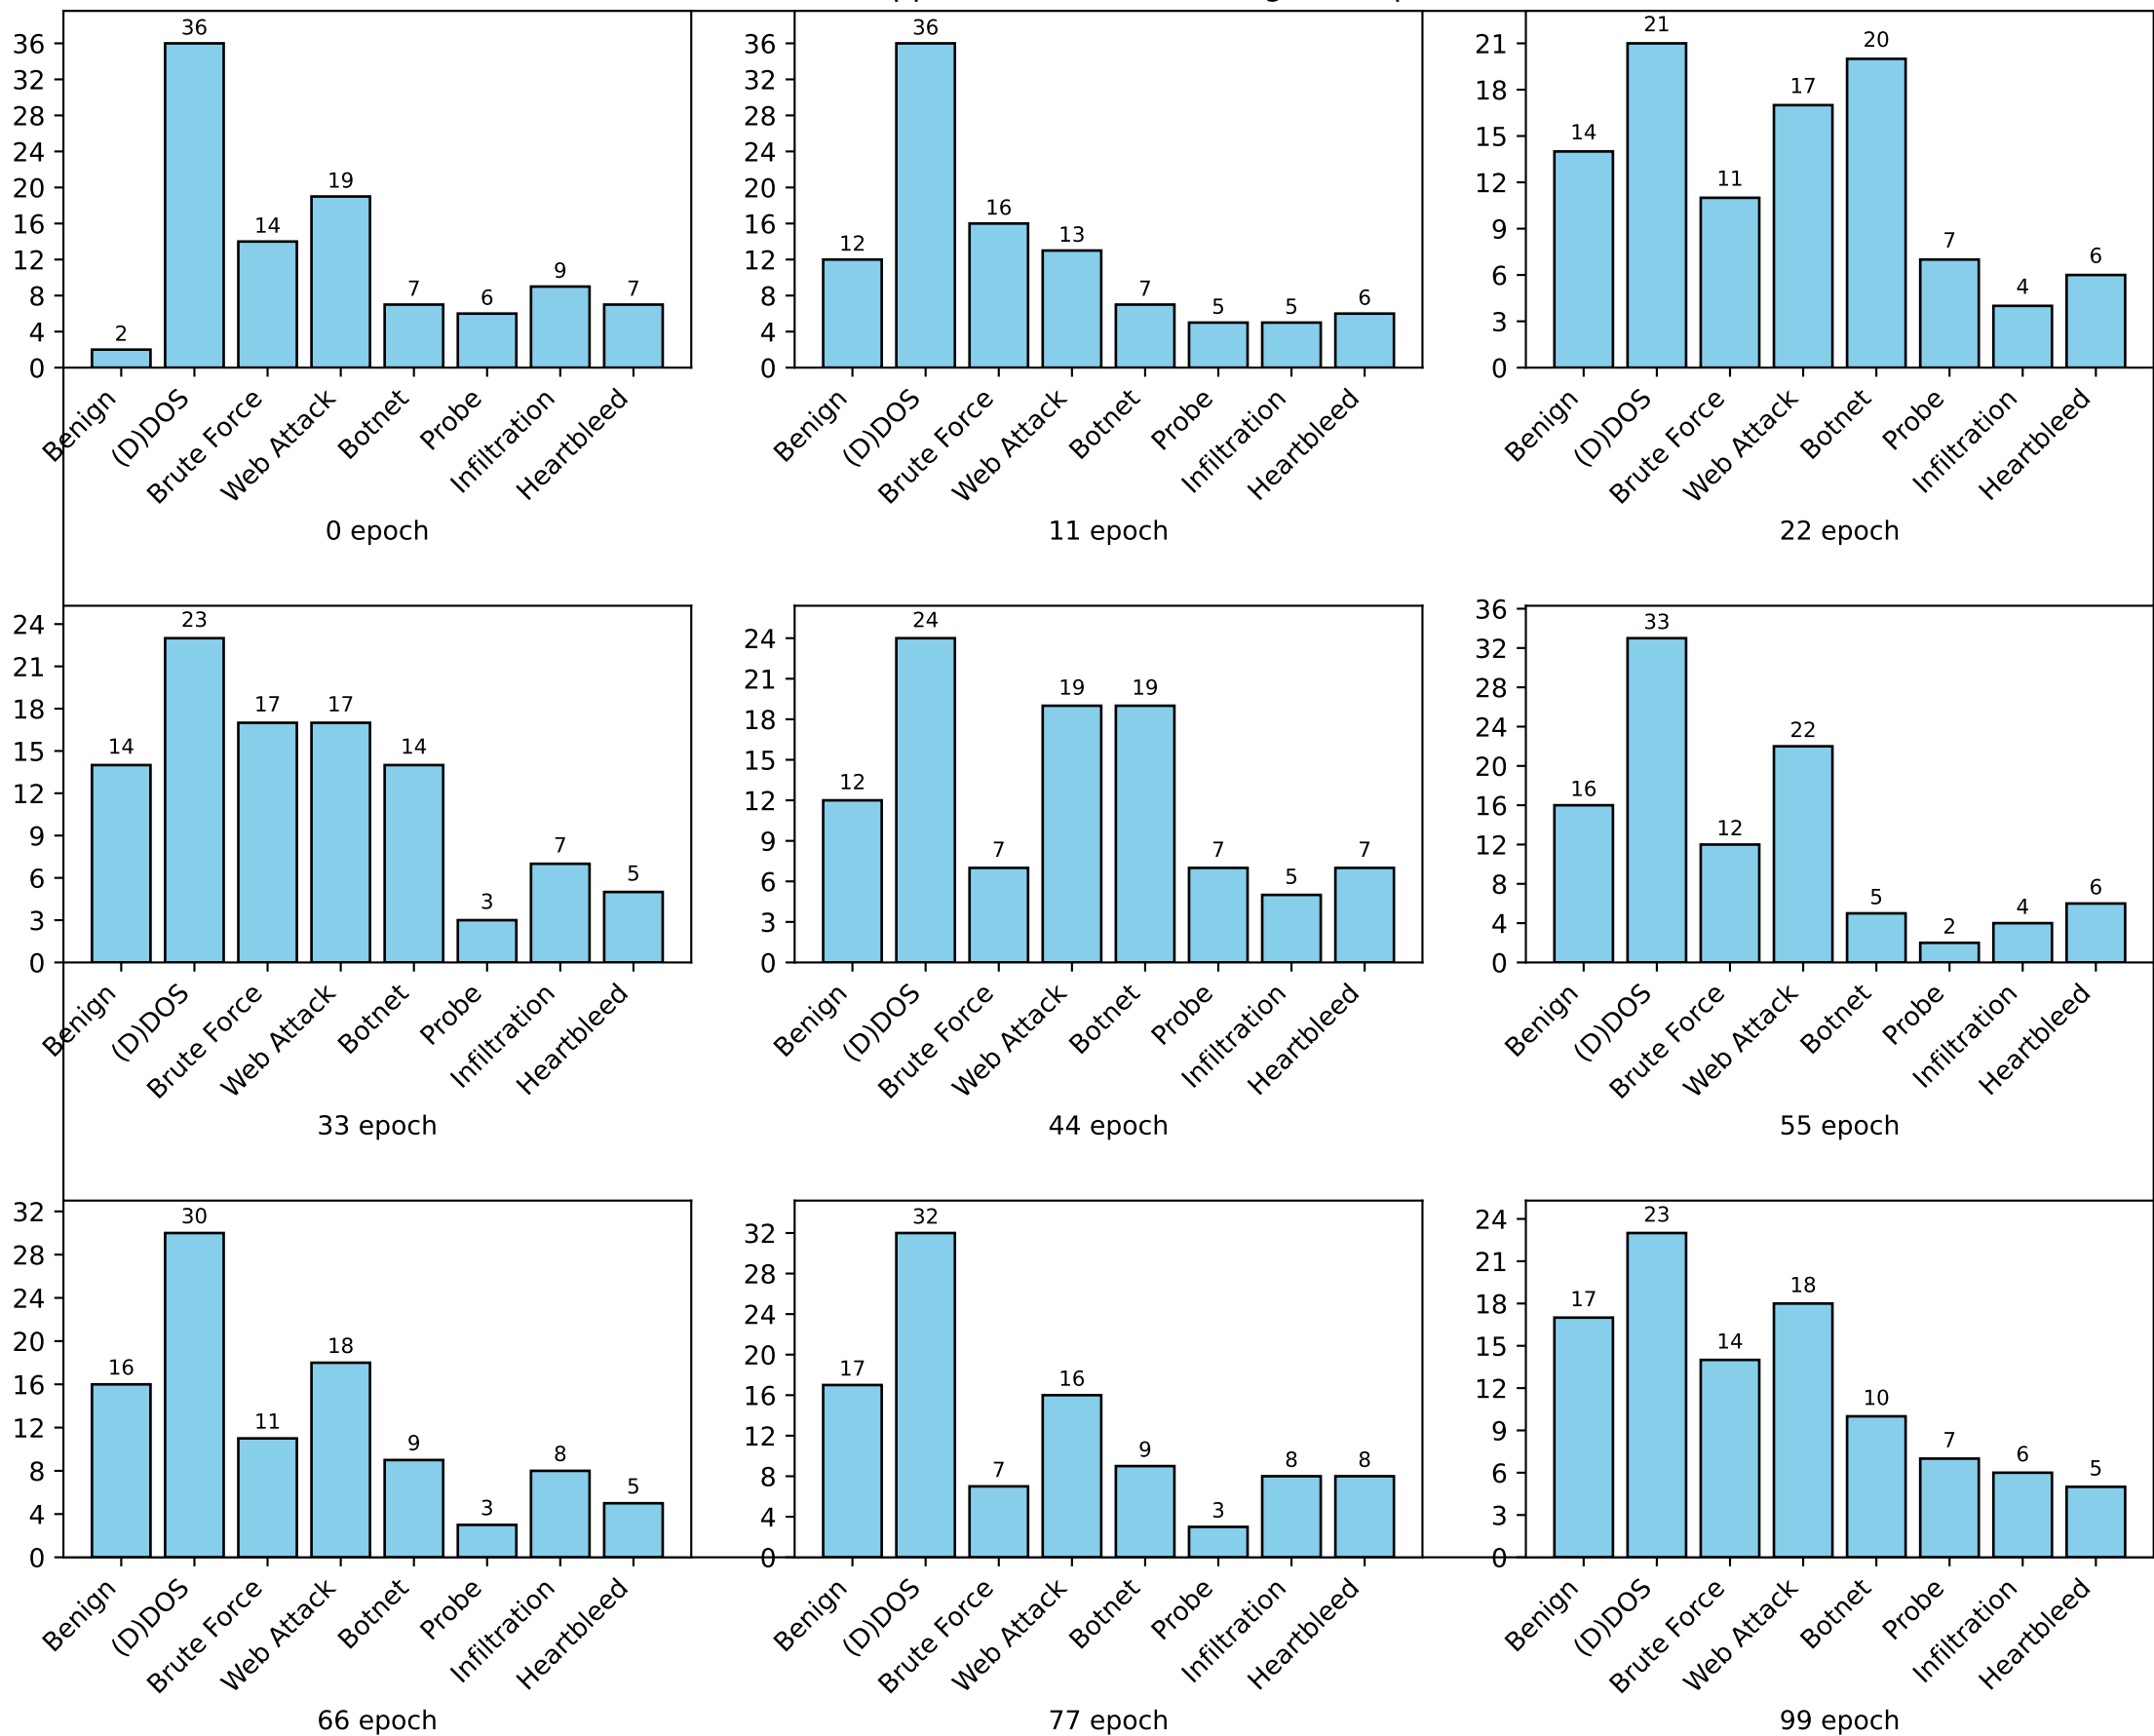 36 32 28 24 20 16 12 8 4 0
2 36 14 19 7 6 9 7
Benign (D)DOS Brute Force Web Attack Botnet Probe Infiltration Heartbleed
0 epoch
36 32 28 24 20 16 12 8 4 0
12 36 16 13 7 5 5 6
Benign (D)DOS Brute Force Web Attack Botnet Probe Infiltration Heartbleed
11 epoch
21 18 15 12 9 6 3 0
14 21 11 17 20 7 4 6
Benign (D)DOS Brute Force Web Attack Botnet Probe Infiltration Heartbleed
22 epoch
24 21 18 15 12 9 6 3 0
14 23 17 17 14 3 7 5
Benign (D)DOS Brute Force Web Attack Botnet Probe Infiltration Heartbleed
33 epoch
24 21 18 15 12 9 6 3 0
12 24 7 19 19 7 5 7
Benign (D)DOS Brute Force Web Attack Botnet Probe Infiltration Heartbleed
44 epoch
36 32 28 24 20 16 12 8 4 0
16 33 12 22 5 2 4 6
Benign (D)DOS Brute Force Web Attack Botnet Probe Infiltration Heartbleed
55 epoch
32 28 24 20 16 12 8 4 0
16 30 11 18 9 3 8 5
Benign (D)DOS Brute Force Web Attack Botnet Probe Infiltration Heartbleed
66 epoch
32 28 24 20 16 12 8 4 0
17 32 7 16 9 3 8 8
Benign (D)DOS Brute Force Web Attack Botnet Probe Infiltration Heartbleed
77 epoch
24 21 18 15 12 9 6 3 0
17 23 14 18 10 7 6 5
Benign (D)DOS Brute Force Web Attack Botnet Probe Infiltration Heartbleed
99 epoch